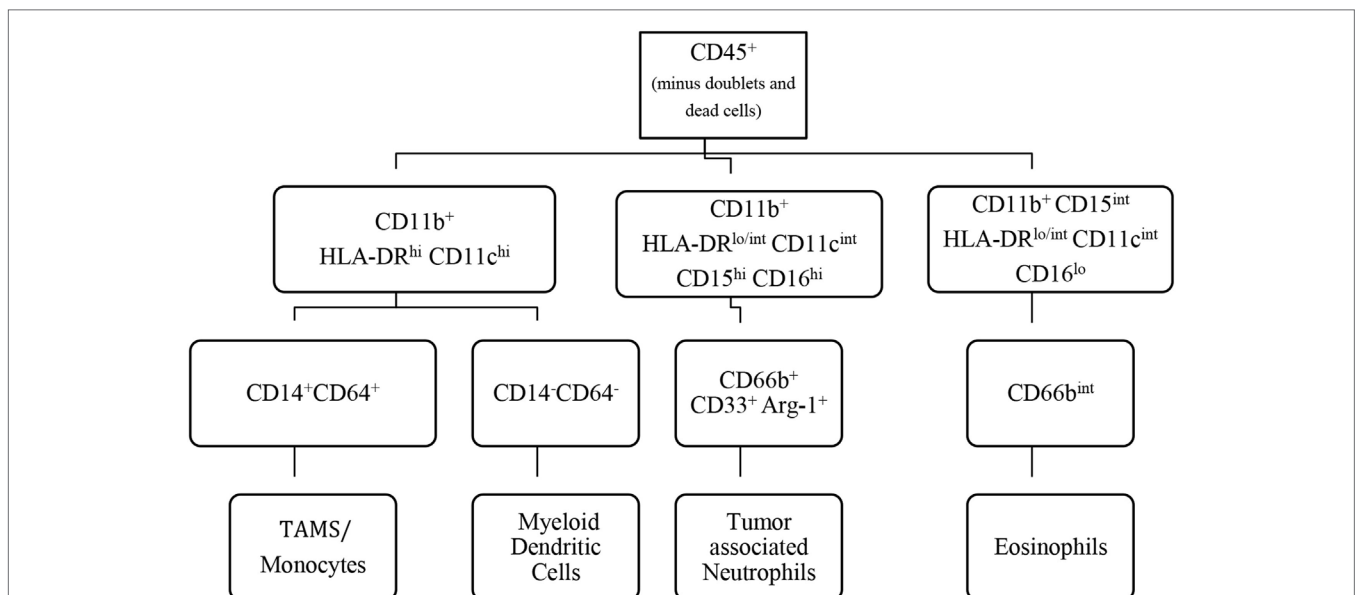 CD45⁺
(minus doublets and
dead cells)
CD11b⁺
HLA-DRʰⁱ CD11cʰⁱ
CD11b⁺
HLA-DRˡᵒ/ⁱⁿᵗ CD11cⁱⁿᵗ
CD15ʰⁱ CD16ʰⁱ
CD11b⁺ CD15ⁱⁿᵗ
HLA-DRˡᵒ/ⁱⁿᵗ CD11cⁱⁿᵗ
CD16ˡᵒ
CD14⁺CD64⁺
CD14⁻CD64⁻
CD66b⁺
CD33⁺ Arg-1⁺
CD66bⁱⁿᵗ
TAMS/
Monocytes
Myeloid
Dendritic
Cells
Tumor
associated
Neutrophils
Eosinophils